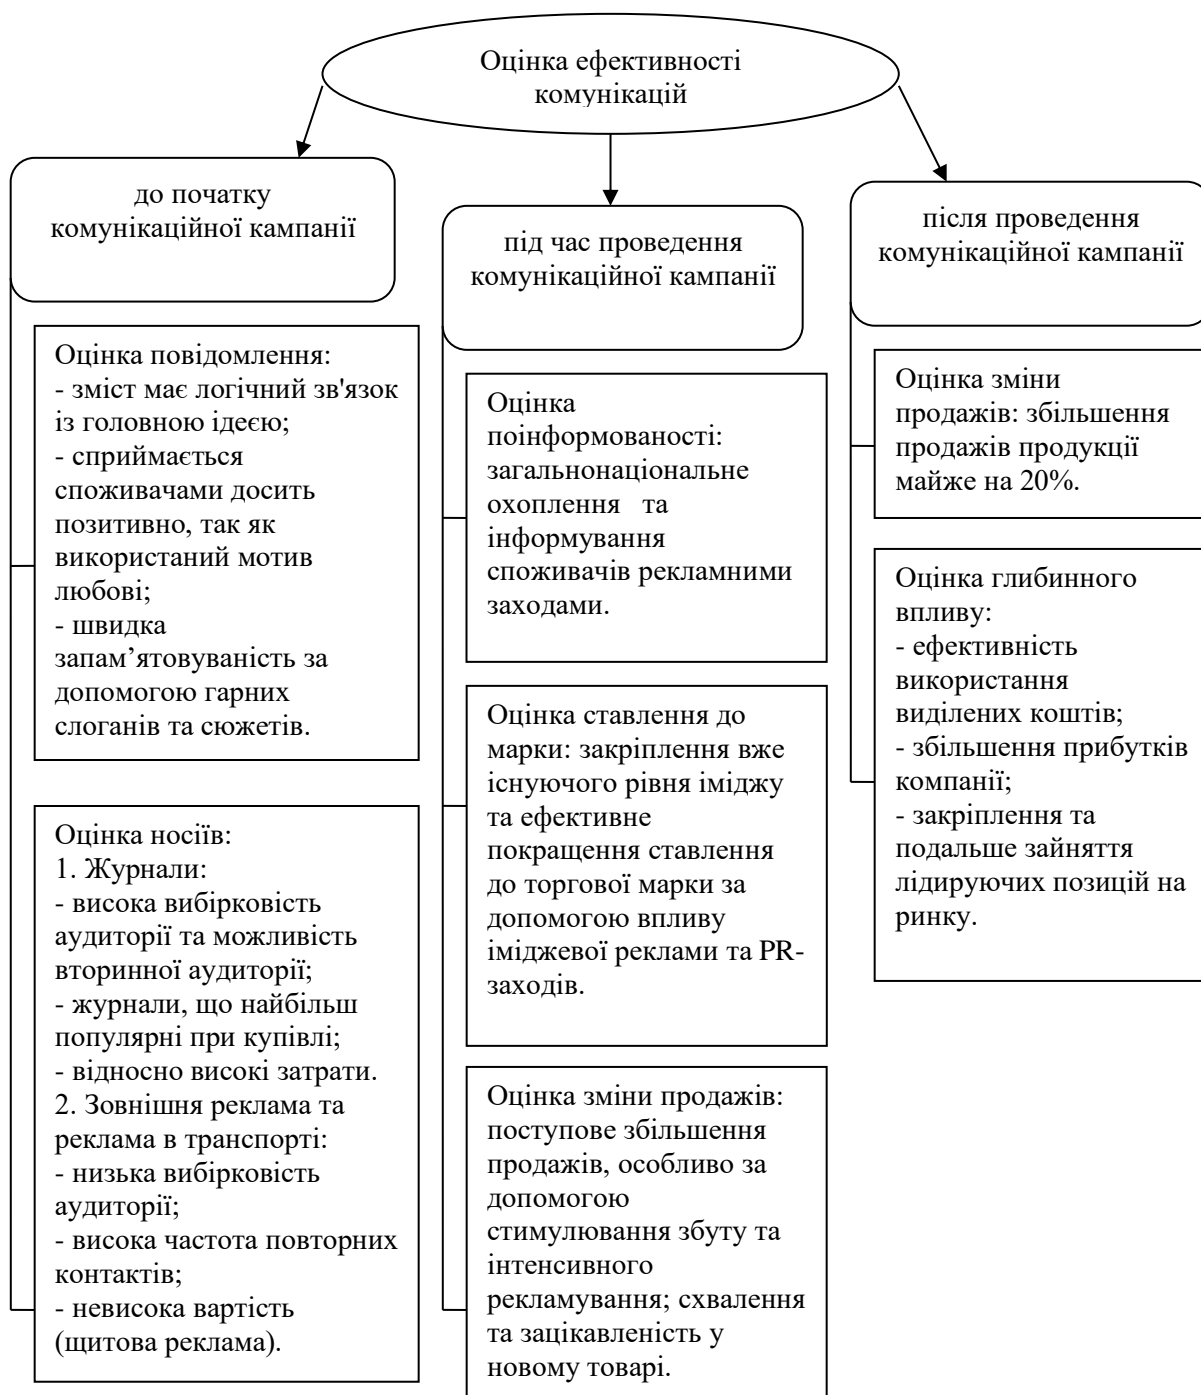 Оцінка ефективності
комунікацій
до початку
комунікаційної кампанії
Оцінка повідомлення:
- зміст має логічний зв'язок
із головною ідеєю;
- сприймається
споживачами досить
позитивно, так як
використаний мотив
любові;
- швидка
запам’ятовуваність за
допомогою гарних
слоганів та сюжетів.
Оцінка носіїв:
1. Журнали:
- висока вибірковість
аудиторії та можливість
вторинної аудиторії;
- журнали, що найбільш
популярні при купівлі;
- відносно високі затрати.
2. Зовнішня реклама та
реклама в транспорті:
- низька вибірковість
аудиторії;
- висока частота повторних
контактів;
- невисока вартість
(щитова реклама).
під час проведення
комунікаційної кампанії
Оцінка
поінформованості:
загальнонаціональне
охоплення та
інформування
споживачів рекламними
заходами.
Оцінка ставлення до
марки: закріплення вже
існуючого рівня іміджу
та ефективне
покращення ставлення
до торгової марки за
допомогою впливу
іміджевої реклами та PR-
заходів.
Оцінка зміни продажів:
поступове збільшення
продажів, особливо за
допомогою
стимулювання збуту та
інтенсивного
рекламування; схвалення
та зацікавленість у
новому товарі.
після проведення
комунікаційної кампанії
Оцінка зміни
продажів: збільшення
продажів продукції
майже на 20%.
Оцінка глибинного
впливу:
- ефективність
використання
виділених коштів;
- збільшення прибутків
компанії;
- закріплення та
подальше зайняття
лідируючих позицій на
ринку.